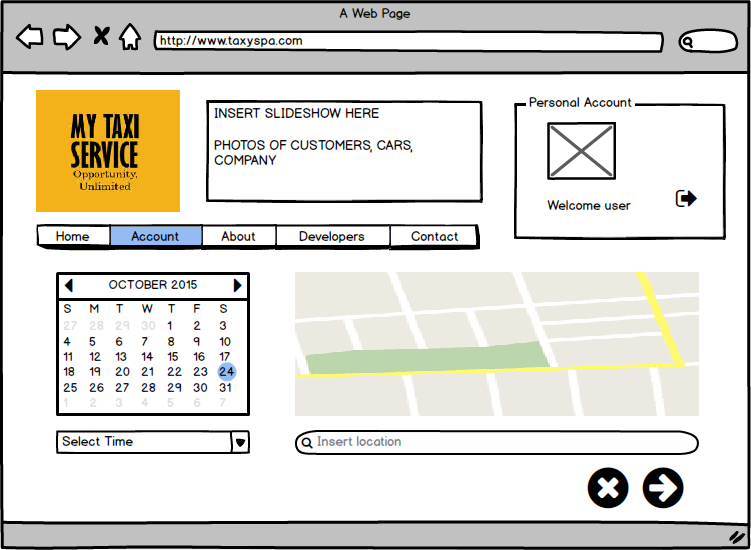 A Web Page
http://www.taxyspa.com
MY TAXI
SERVICE
Opportunity,
Unlimited
INSERT SLIDESHOW HERE
PHOTOS OF CUSTOMERS, CARS,
COMPANY
Personal Account
Welcome user
Home Account About Developers Contact
OCTOBER 2015
S M T W T F S
27 28 29 30 1 2 3
4 5 6 7 8 9 10
11 12 13 14 15 16 17
18 19 20 21 22 23 24
25 26 27 28 29 30 31
1 2 3 4 5 6 7
Select Time
Insert location